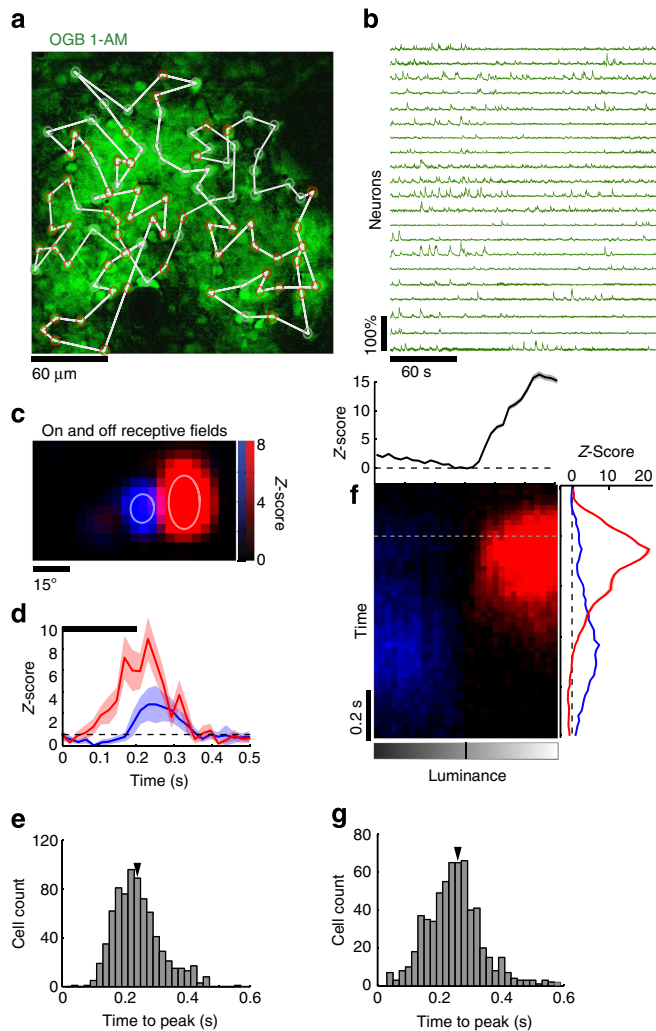 a
OGB 1-AM
60 μm
b
Neurons
100%
60 s
c
On and off receptive fields
8
4
0
Z-score
15°
d
Z-score
10
8
6
4
2
0
0 0.1 0.2 0.3 0.4 0.5
Time (s)
Z-score
15
10
5
0
f
Z-Score
0 10 20
Time
0.2 s
Luminance
e
Cell count
120
80
40
0
0 0.2 0.4 0.6
Time to peak (s)
g
Cell count
80
60
40
20
0
0 0.2 0.4 0.6
Time to peak (s)